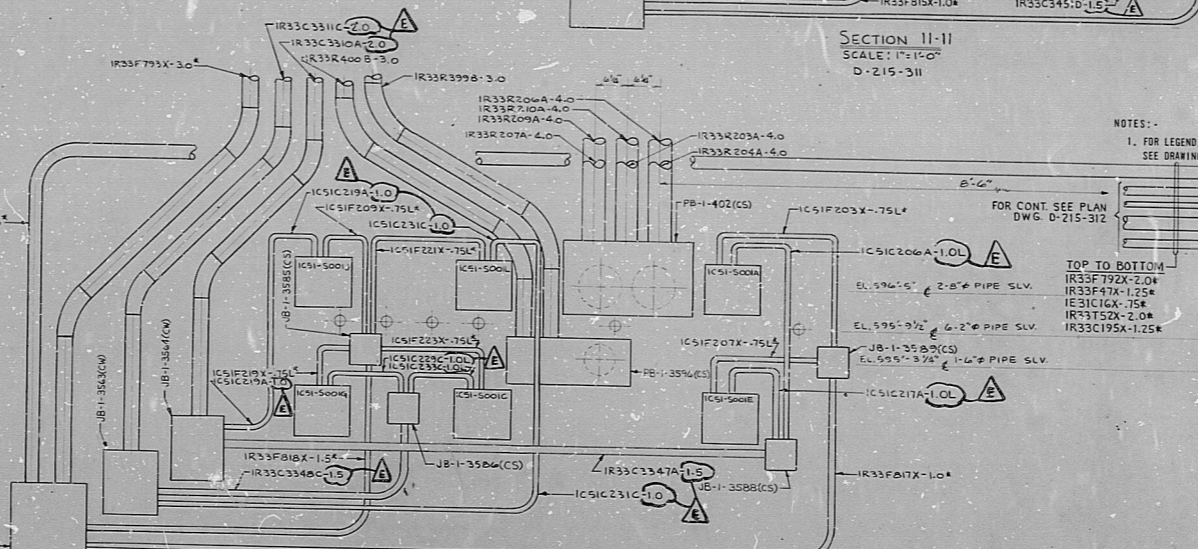 1R33F815X-1.0*
1R33C345:D-1.5
E
SECTION 11-11
SCALE: 1"=1'-0"
D-215-311
1R33C3311C-2.0
E
1R33C3310A-2.0
1R33R400B-3.0
1R33F793X-3.0*
1R33R399B-3.0
1R33R206A-4.0
1R33R210A-4.0
1R33R209A-4.0
1R33R207A-4.0
1R33R203A-4.0
1R33R204A-4.0
NOTES:-
1. FOR LEGEND
SEE DRAWIN
8'-6"
FOR CONT. SEE PLAN
DWG. D-215-312
E
1C51C219A-1.0
1C51F209X-.75L*
1C51C231C-1.0
1C51F221X-.75L*
PB-1-402(CS)
1C51F203X-.75L*
1C51C206A-1.0L
E
TOP TO BOTTOM
1R33F792X-2.0*
1R33F47X-1.25*
1E31C16X-.75*
1R33T52X-2.0*
1R33C195X-1.25*
JB-1-3585(CS)
1C51-S001J
1C51-S001L
1C51-S001A
EL. 596'-5" ℄ 2-8"Φ PIPE SLV.
EL. 595'-9½" ℄ 6-2"Φ PIPE SLV.
JB-1-3589(CS)
EL. 595'-3¼" ℄ 1-6"Φ PIPE SLV.
1C51F223X-.75L*
1C51C229C-1.0L
1C51C233C-1.0L
E
1C51F207X-.75L*
PB-1-3596(CS)
JB-1-3563(CW)
JB-1-3564(CW)
1C51F219X-.75L*
1C51C219A-1.0
E
1C51-S001G
1C51-S001C
1C51-S001E
1C51C217A-1.0L
E
1R33F818X-1.5*
1R33C3348C-1.5
E
JB-1-3586(CS)
1R33C3347A-1.5
JB-1-3588(CS)
1R33F817X-1.0*
1C51C231C-1.0
E